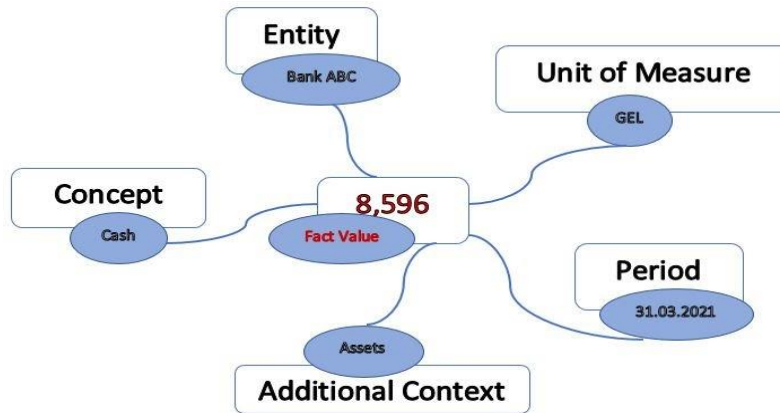 Entity
Bank ABC
Unit of Measure
GEL
Concept
Cash
8,596
Fact Value
Period
31.03.2021
Assets
Additional Context